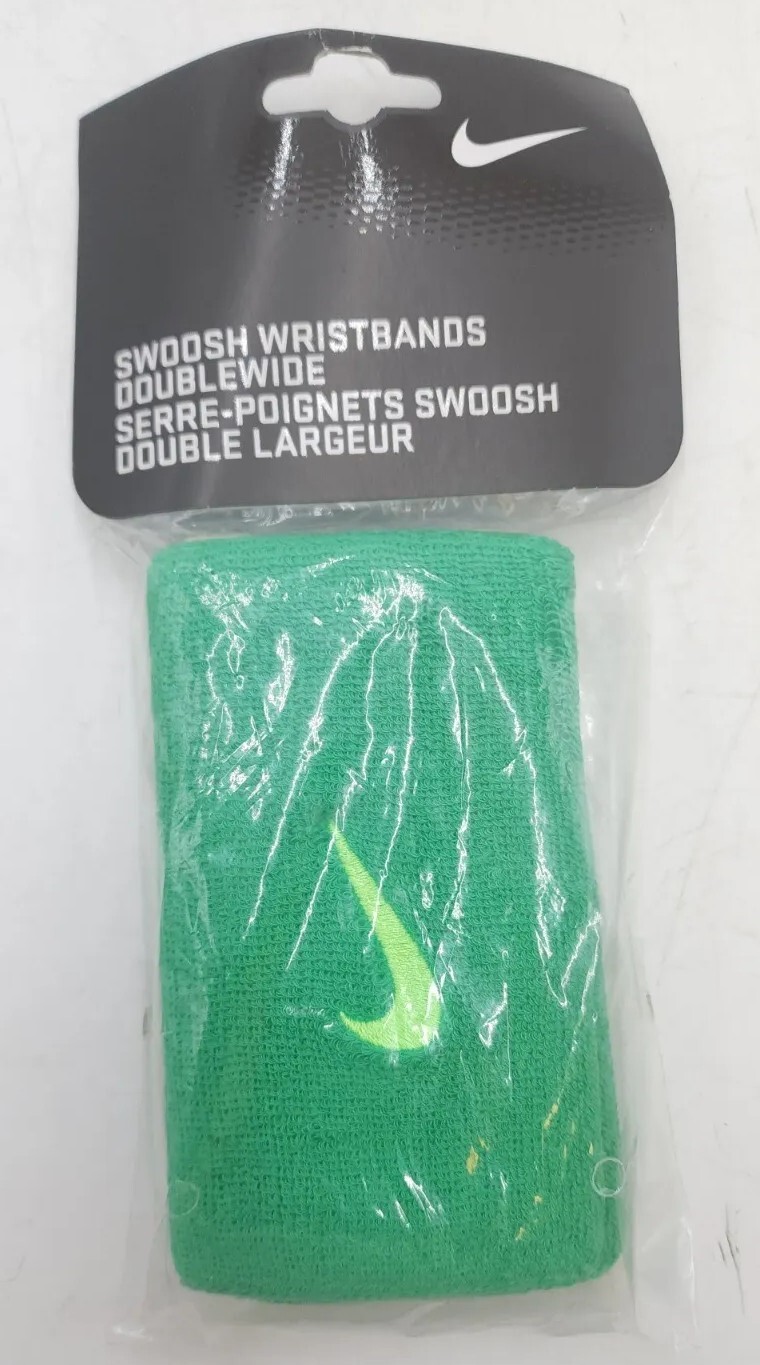 SWOOSH WRISTBANDS
DOUBLEWIDE
SERRE-POIGNETS SWOOSH
DOUBLE LARGEUR